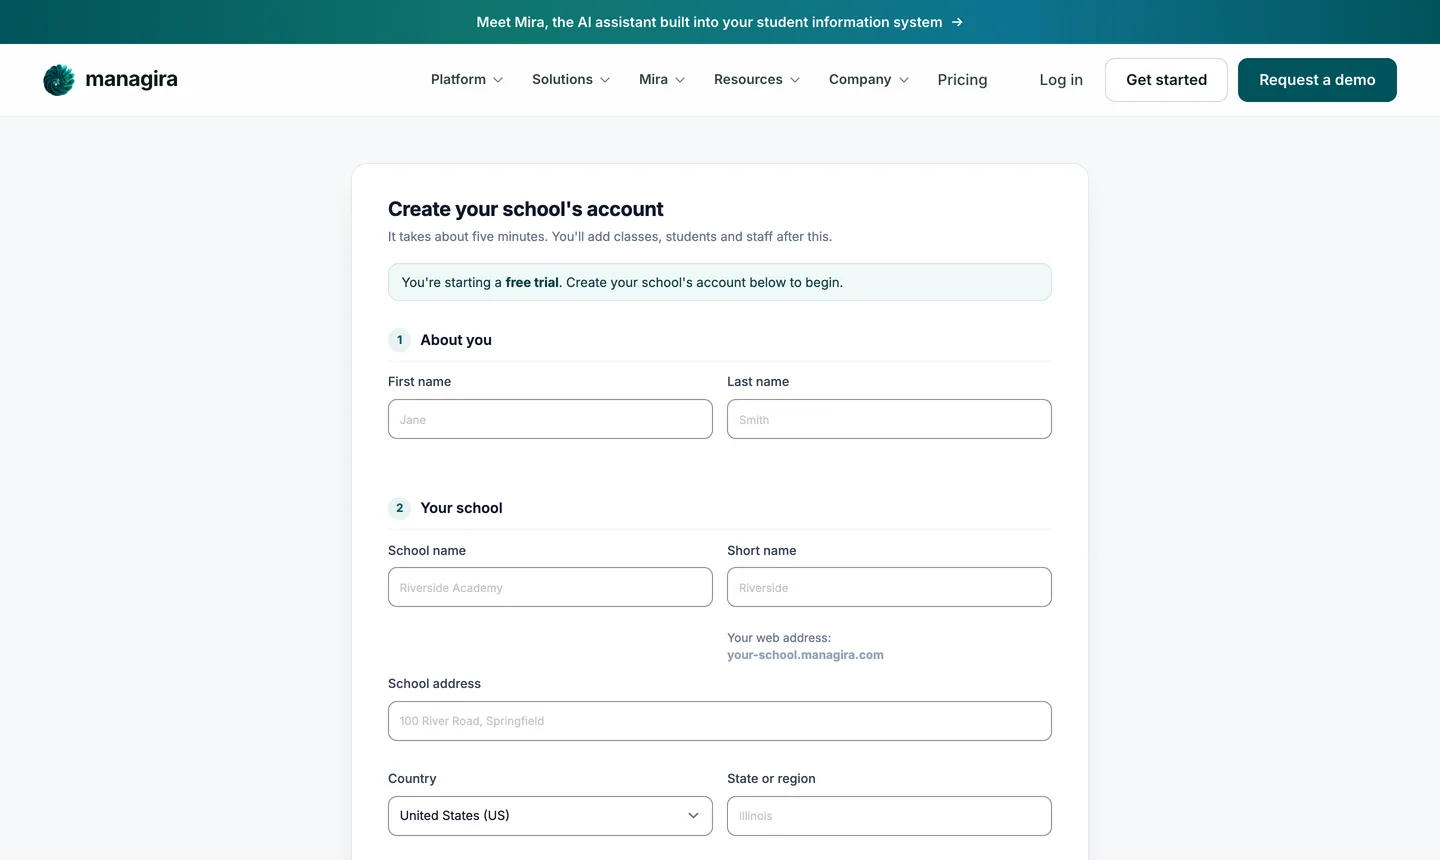 Meet Mira, the AI assistant built into your student information system →
managira
Platform
Solutions
Mira
Resources
Company
Pricing
Log in
Get started
Request a demo
Create your school's account
It takes about five minutes. You'll add classes, students and staff after this.
You're starting a free trial. Create your school's account below to begin.
1 About you
First name
Last name
Jane
Smith
2 Your school
School name
Short name
Riverside Academy
Riverside
Your web address:
your-school.managira.com
School address
100 River Road, Springfield
Country
State or region
United States (US)
Illinois